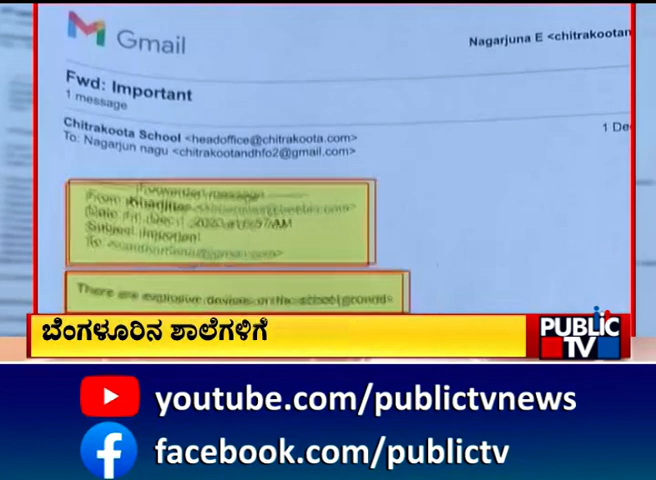 Gmail
Nagarjuna E <chitrakootan
Fwd: Important
1 message
Chitrakoota School <headoffice@chitrakoota.com>
1 De
To: Nagarjun nagu <chitrakootandhfo2@gmail.com>
Forwarded message
From
Subject: Important
To:
There are explosive devices on the school grounds
ಬೆಂಗಳೂರಿನ ಶಾಲೆಗಳಿಗೆ
PUBLiC
TV
youtube.com/publictvnews
facebook.com/publictv